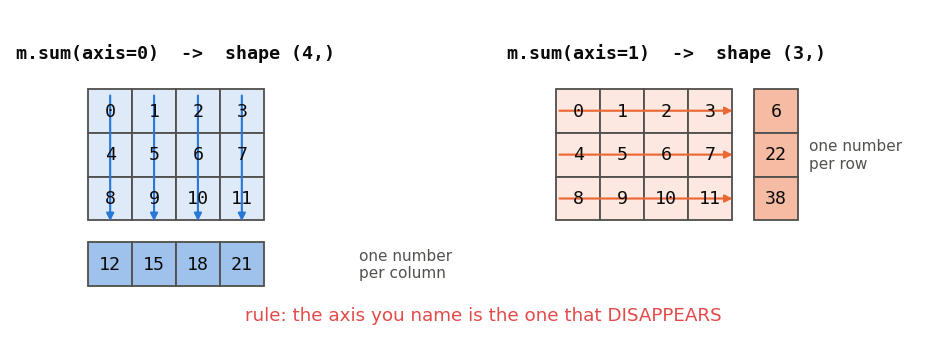 m.sum(axis=0)  ->  shape (4,)
0 1 2 3
4 5 6 7
8 9 10 11
12 15 18 21
one number
per column
m.sum(axis=1)  ->  shape (3,)
0 1 2 3 6
4 5 6 7 22
8 9 10 11 38
one number
per row
rule: the axis you name is the one that DISAPPEARS